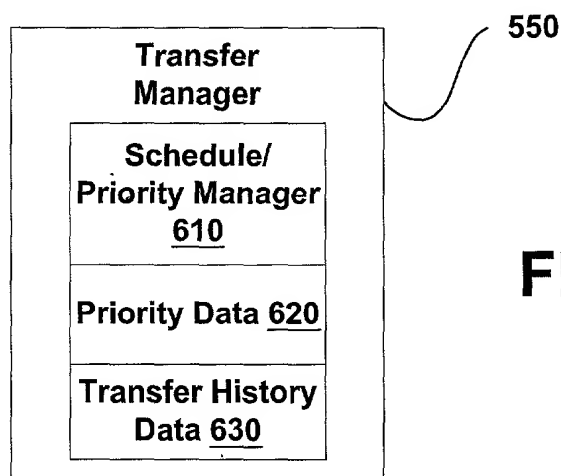 550
Transfer
Manager
Schedule/
Priority Manager
610
Priority Data 620
Transfer History
Data 630